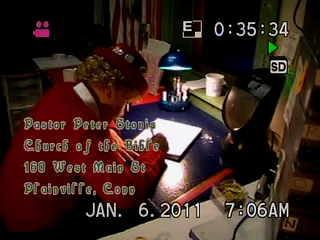 E 0:35:34
SD
Pastor Peter Stopis
Church of the Bible
160 West Main St
Plainville, Conn
JAN. 6.2011 7:06AM